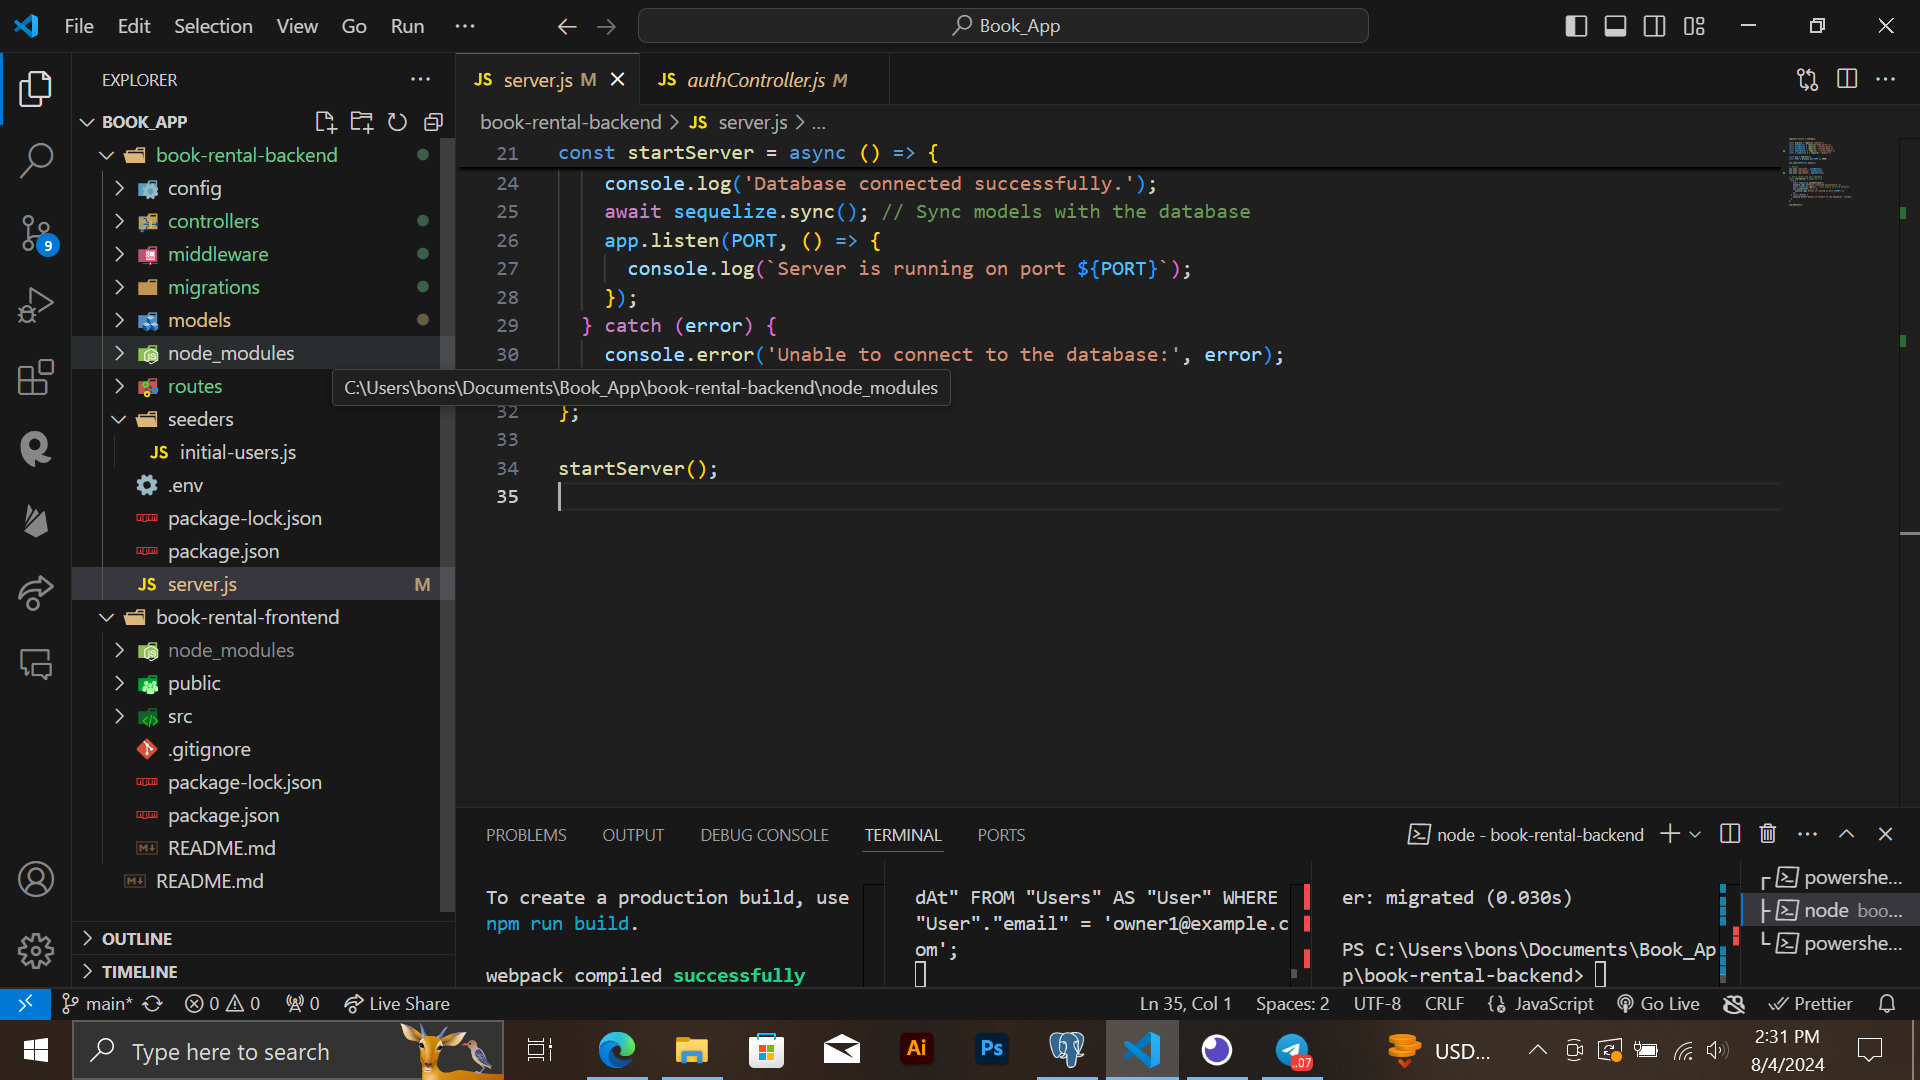 File Edit Selection View Go Run ...
Book_App
EXPLORER
BOOK_APP
book-rental-backend
config
controllers
middleware
migrations
models
node_modules
routes
seeders
JS initial-users.js
.env
package-lock.json
package.json
JS server.js M
book-rental-frontend
node_modules
public
src
.gitignore
package-lock.json
package.json
README.md
README.md
OUTLINE
TIMELINE
JS server.js M
JS authController.js M
book-rental-backend > JS server.js > ...
21 const startServer = async () => {
24 console.log('Database connected successfully.');
25 await sequelize.sync(); // Sync models with the database
26 app.listen(PORT, () => {
27 console.log(`Server is running on port ${PORT}`);
28 });
29 } catch (error) {
30 console.error('Unable to connect to the database:', error);
C:\Users\bons\Documents\Book_App\book-rental-backend\node_modules
32 };
33
34 startServer();
35
PROBLEMS OUTPUT DEBUG CONSOLE TERMINAL PORTS
node - book-rental-backend
To create a production build, use
npm run build.
webpack compiled successfully
dAt" FROM "Users" AS "User" WHERE
"User"."email" = 'owner1@example.c
om';
er: migrated (0.030s)
PS C:\Users\bons\Documents\Book_Ap
p\book-rental-backend>
powershe...
node boo...
powershe...
9
main* 0 0 0 Live Share
Ln 35, Col 1 Spaces: 2 UTF-8 CRLF {} JavaScript Go Live Prettier
Type here to search
Ai
Ps
..07
USD...
2:31 PM
8/4/2024